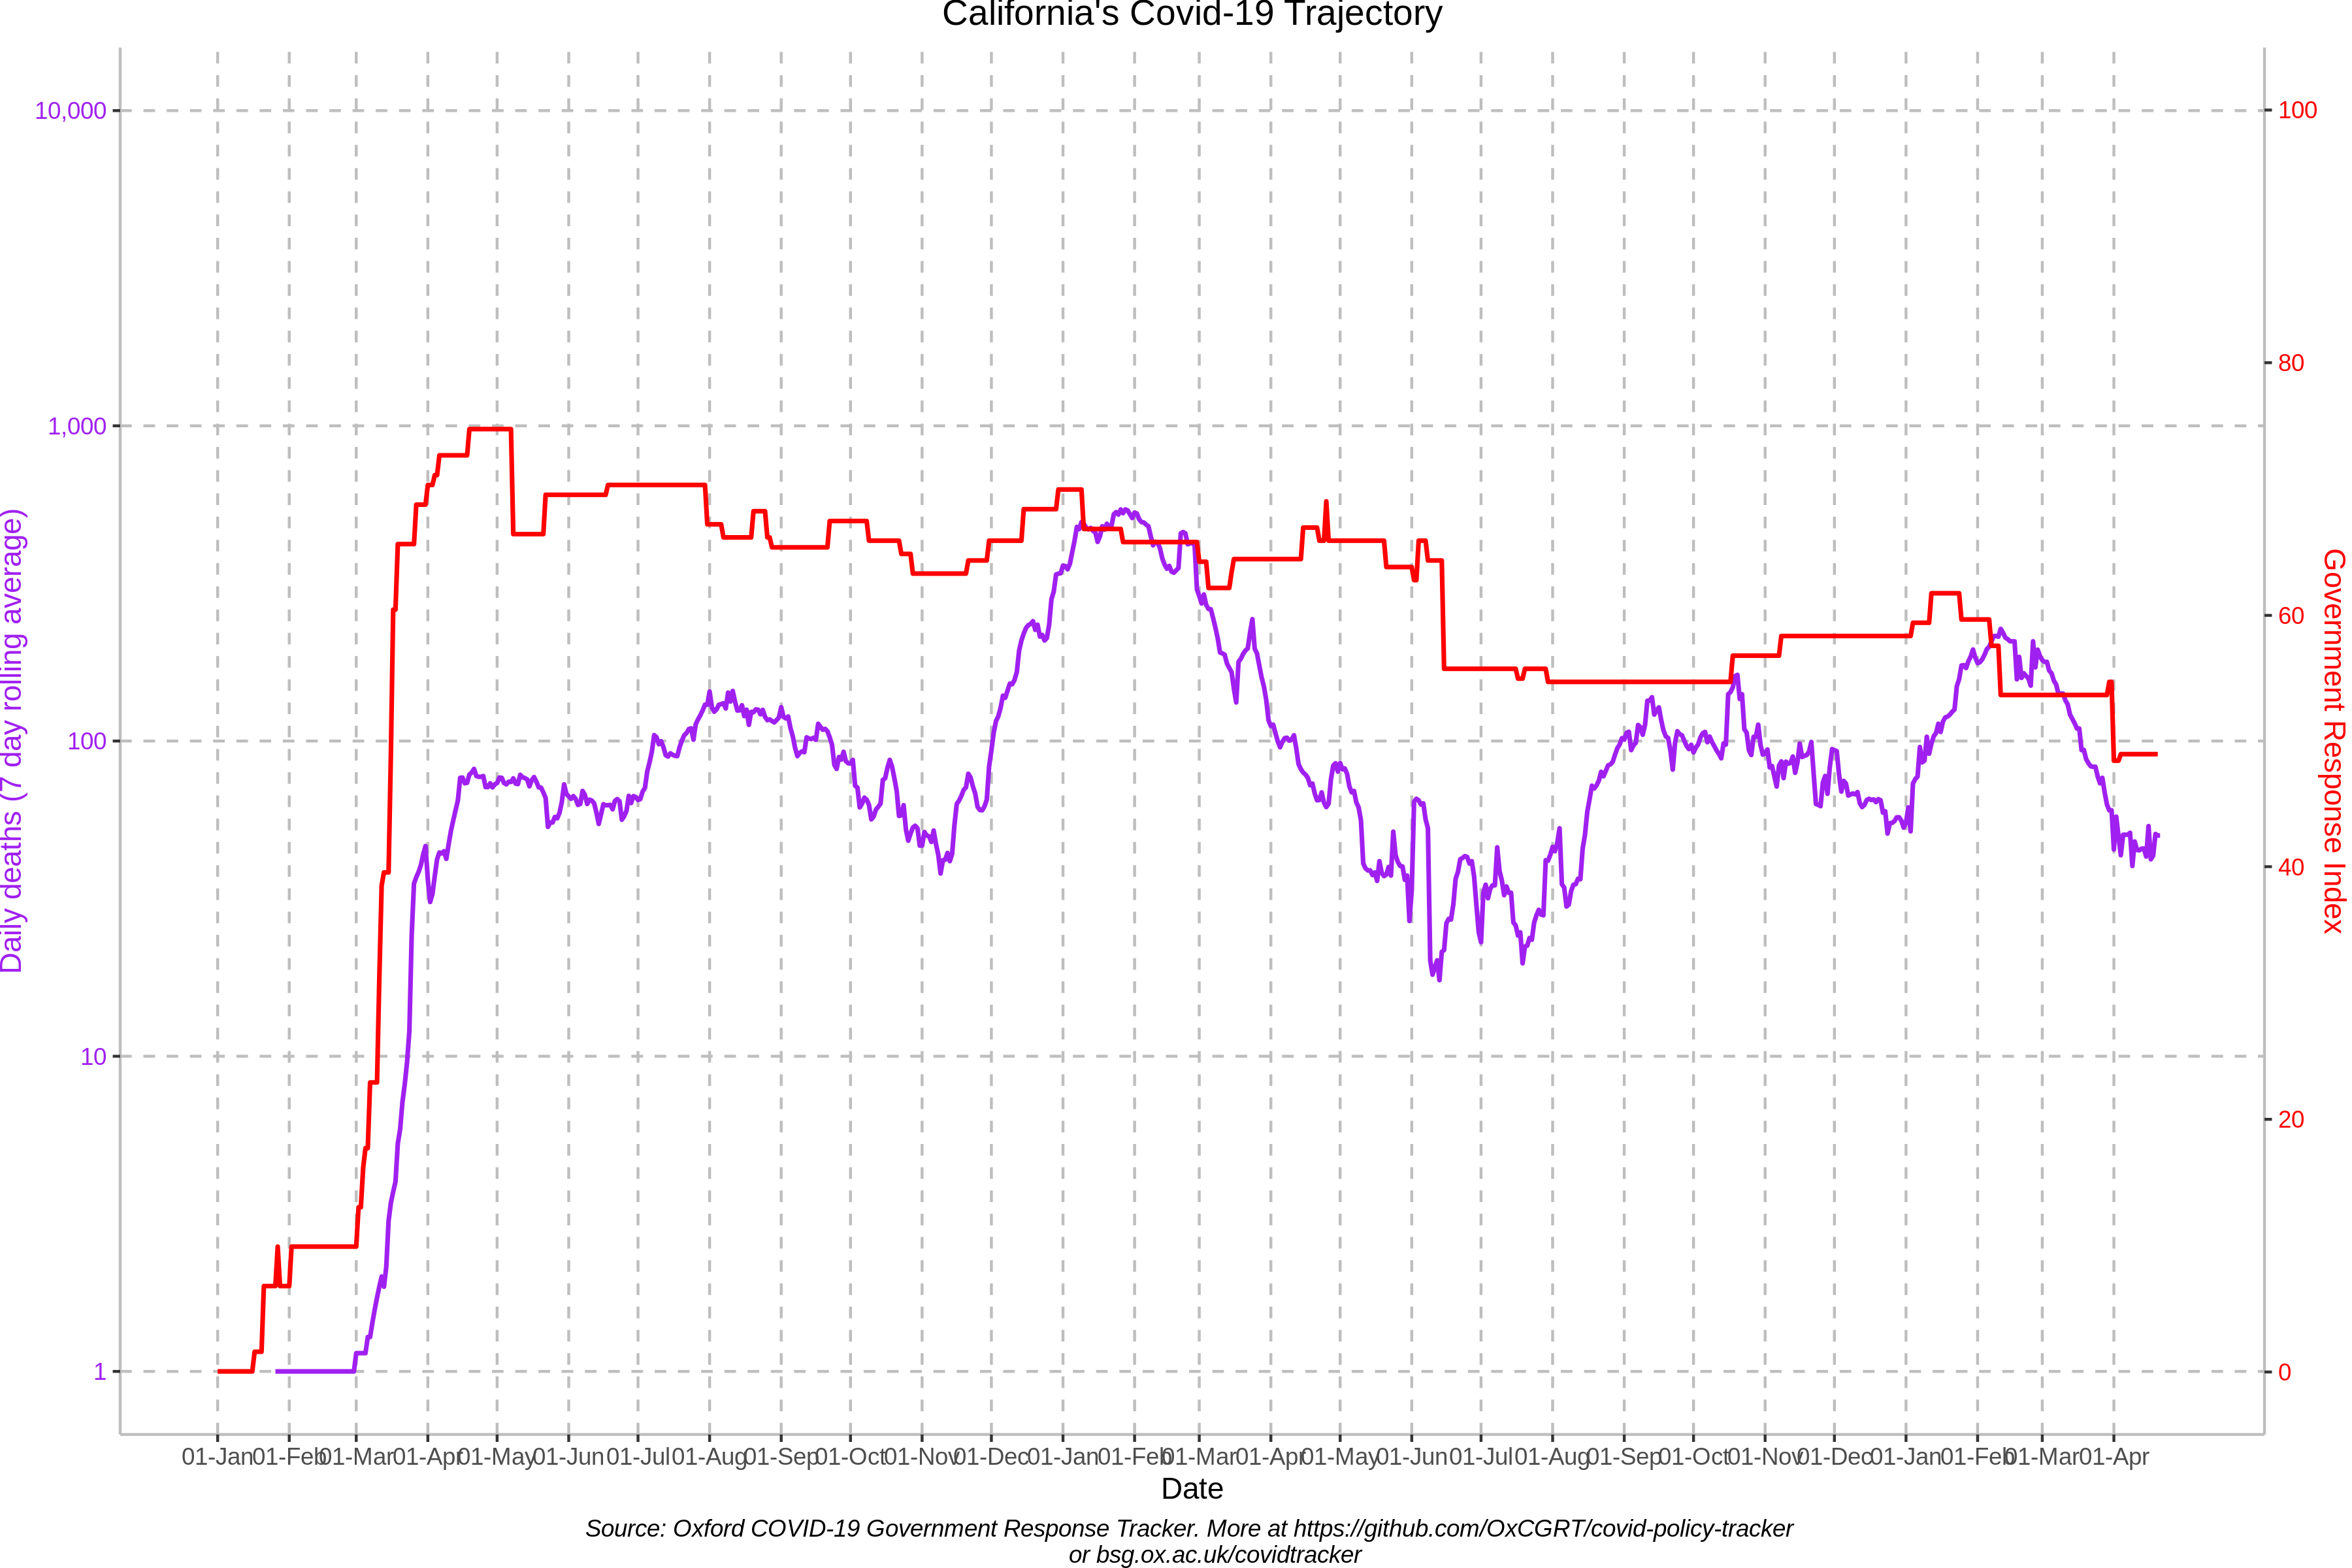 California's Covid-19 Trajectory
Daily deaths (7 day rolling average)
10,000
1,000
100
10
1
100
80
60
40
20
0
Government Response Index
01-Jan
01-Feb
01-Mar
01-Apr
01-May
01-Jun
01-Jul
01-Aug
01-Sep
01-Oct
01-Nov
01-Dec
01-Jan
01-Feb
01-Mar
01-Apr
01-May
01-Jun
01-Jul
01-Aug
01-Sep
01-Oct
01-Nov
01-Dec
01-Jan
01-Feb
01-Mar
01-Apr
Date
Source: Oxford COVID-19 Government Response Tracker. More at https://github.com/OxCGRT/covid-policy-tracker
or bsg.ox.ac.uk/covidtracker